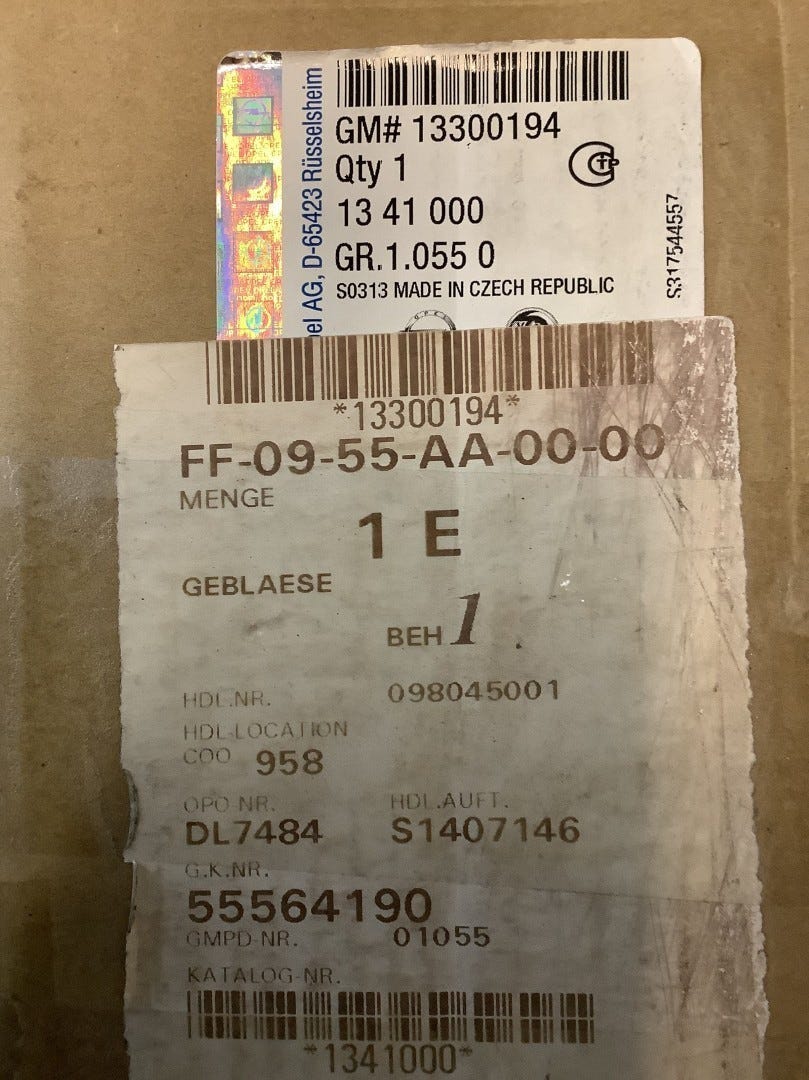 el AG, D-65423 Rüsselsheim
GM# 13300194
Qty 1
13 41 000
GR.1.055 0
S0313 MADE IN CZECH REPUBLIC
S317544557
OPEL
*13300194*
FF-09-55-AA-00-00
MENGE
1 E
GEBLAESE
BEH 1
HDL.NR. 098045001
HDL-LOCATION
COO 958
OPO NR. HDL.AUFT.
DL7484 S1407146
G.K.NR.
55564190
GMPD-NR. 01055
KATALOG-NR.
*1341000*